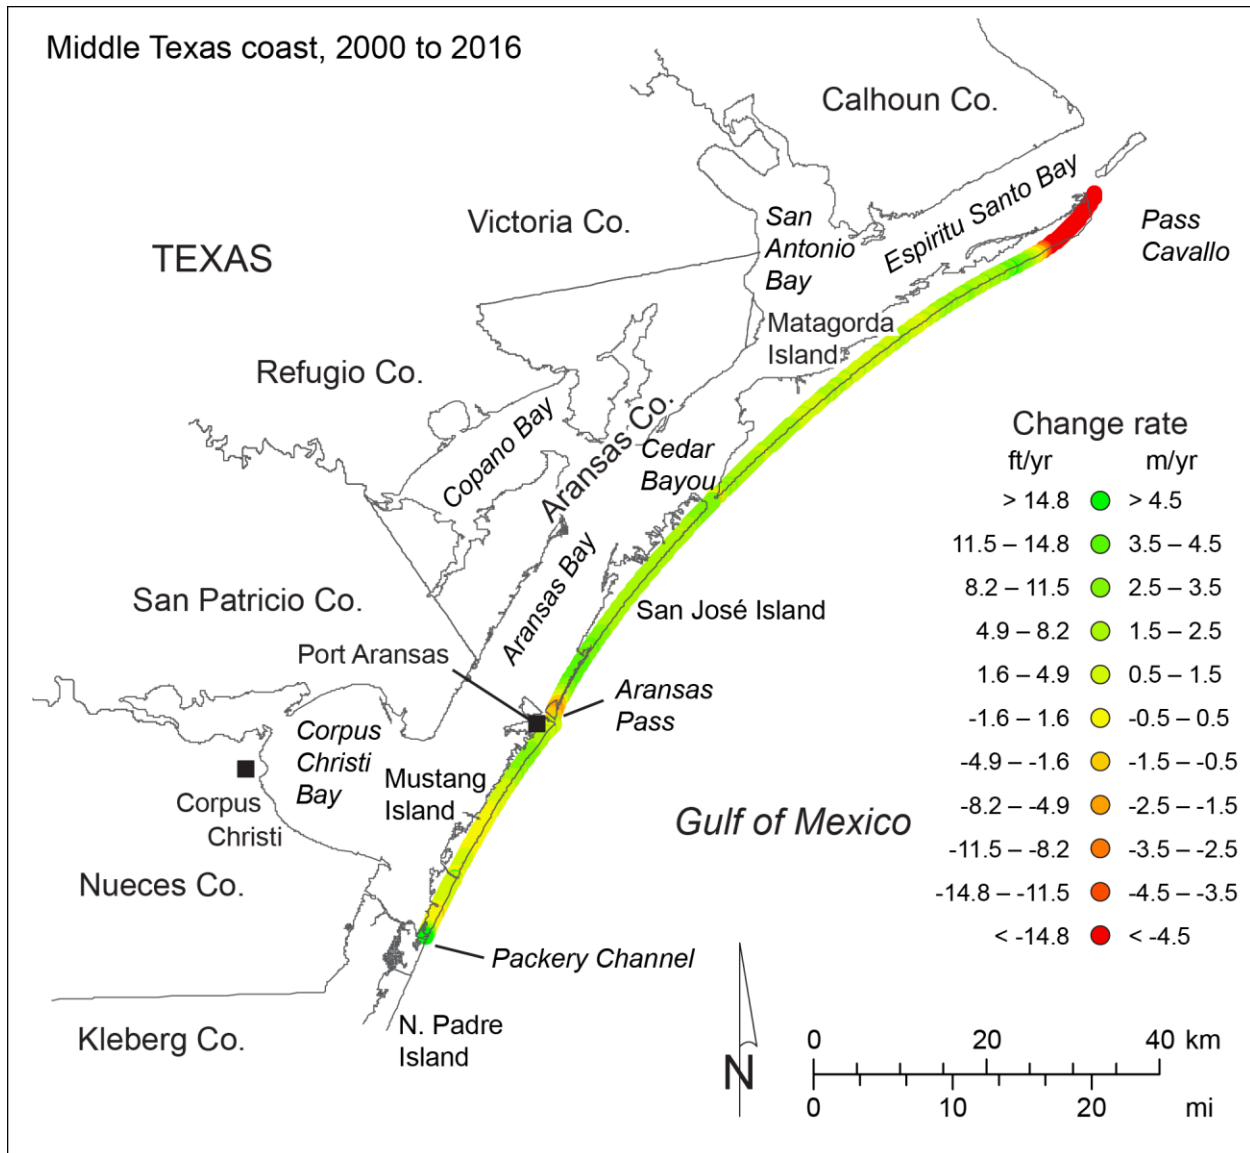 Middle Texas coast, 2000 to 2016
Calhoun Co.
Victoria Co.
TEXAS
San
Antonio
Bay
Espiritu Santo Bay
Pass
Cavallo
Matagorda
Island
Refugio Co.
Copano Bay
Aransas Co.
Cedar
Bayou
Aransas Bay
San José Island
San Patricio Co.
Port Aransas
Aransas
Pass
Corpus
Christi
Bay
Mustang
Island
Corpus
Christi
Gulf of Mexico
Nueces Co.
Packery Channel
N. Padre
Island
Kleberg Co.
Change rate
ft/yr m/yr
> 14.8 > 4.5
11.5 – 14.8 3.5 – 4.5
8.2 – 11.5 2.5 – 3.5
4.9 – 8.2 1.5 – 2.5
1.6 – 4.9 0.5 – 1.5
-1.6 – 1.6 -0.5 – 0.5
-4.9 – -1.6 -1.5 – -0.5
-8.2 – -4.9 -2.5 – -1.5
-11.5 – -8.2 -3.5 – -2.5
-14.8 – -11.5 -4.5 – -3.5
< -14.8 < -4.5
N
0 20 40 km
0 10 20 mi